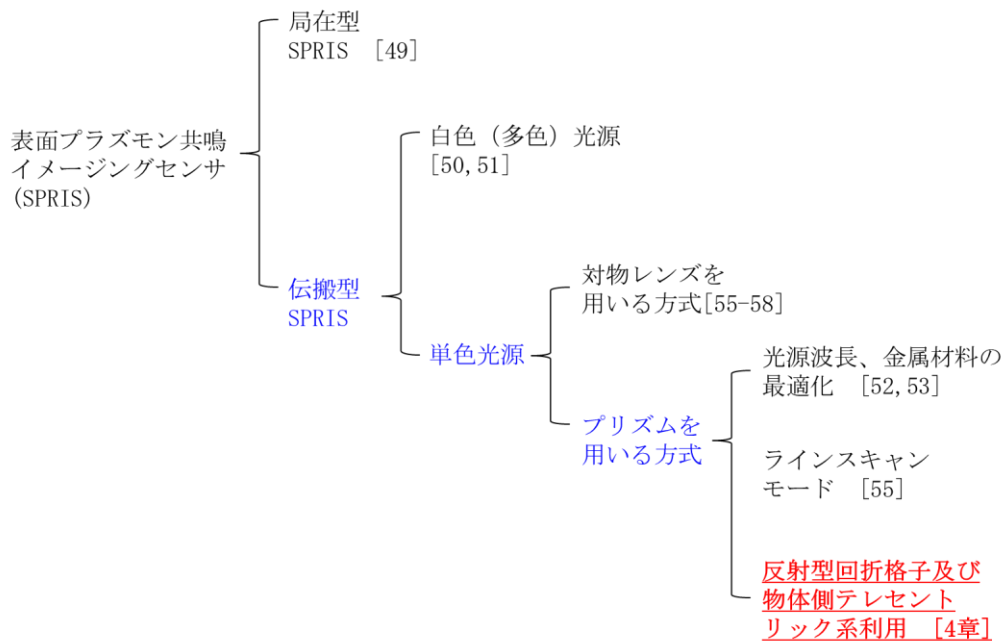 局在型
SPRIS [49]
表面プラズモン共鳴
イメージングセンサ
(SPRIS)
白色（多色）光源
[50,51]
伝搬型
SPRIS
対物レンズを
用いる方式[55-58]
単色光源
光源波長、金属材料の
最適化 [52,53]
プリズムを
用いる方式
ラインスキャン
モード [55]
反射型回折格子及び
物体側テレセント
リック系利用 [4章]